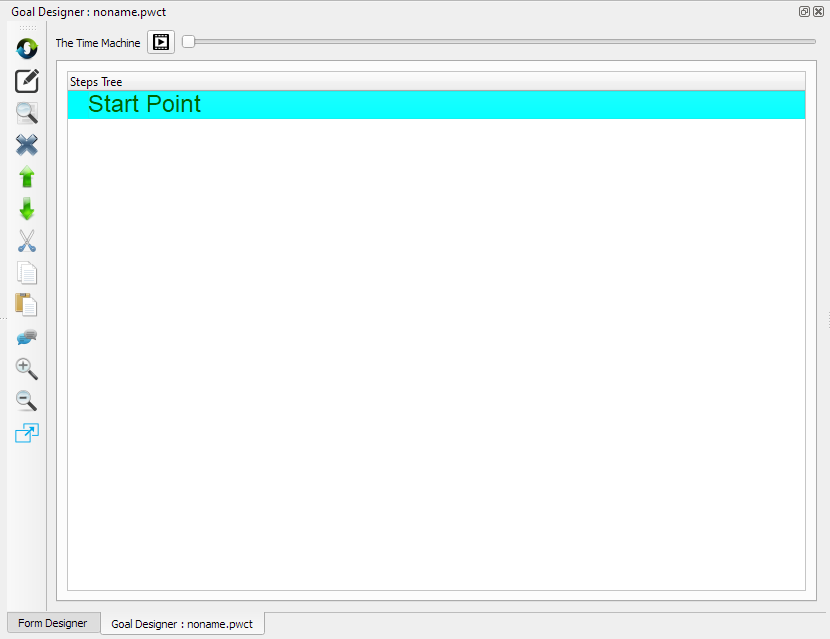 Goal Designer : noname.pwct
The Time Machine
Steps Tree
Start Point
Form Designer
Goal Designer : noname.pwct